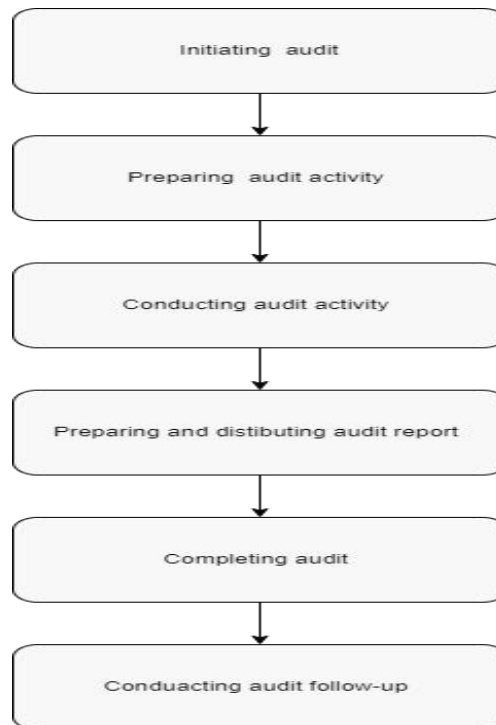 Initiating audit
Preparing audit activity
Conducting audit activity
Preparing and distibuting audit report
Completing audit
Conduacting audit follow-up